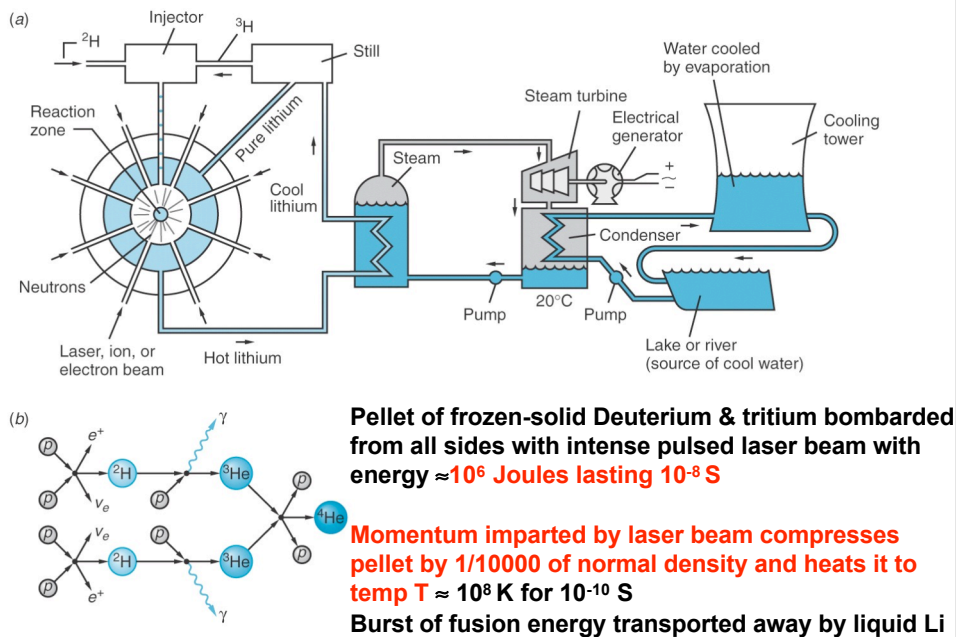 (a)
Injector
²H
³H
Still
Reaction
zone
Pure lithium
Cool
lithium
Neutrons
Laser, ion, or
electron beam
Hot lithium
Steam
Steam turbine
Electrical
generator
+
~
−
Condenser
20°C
Pump
Pump
Water cooled
by evaporation
Cooling
tower
Lake or river
(source of cool water)
(b)
p
e⁺
γ
²H
p
³He
p
νₑ
p
p
⁴He
p
νₑ
²H
p
³He
p
p
e⁺
γ
Pellet of frozen-solid Deuterium & tritium bombarded
from all sides with intense pulsed laser beam with
energy ≈10⁶ Joules lasting 10⁻⁸ S
Momentum imparted by laser beam compresses
pellet by 1/10000 of normal density and heats it to
temp T ≈ 10⁸ K for 10⁻¹⁰ S
Burst of fusion energy transported away by liquid Li